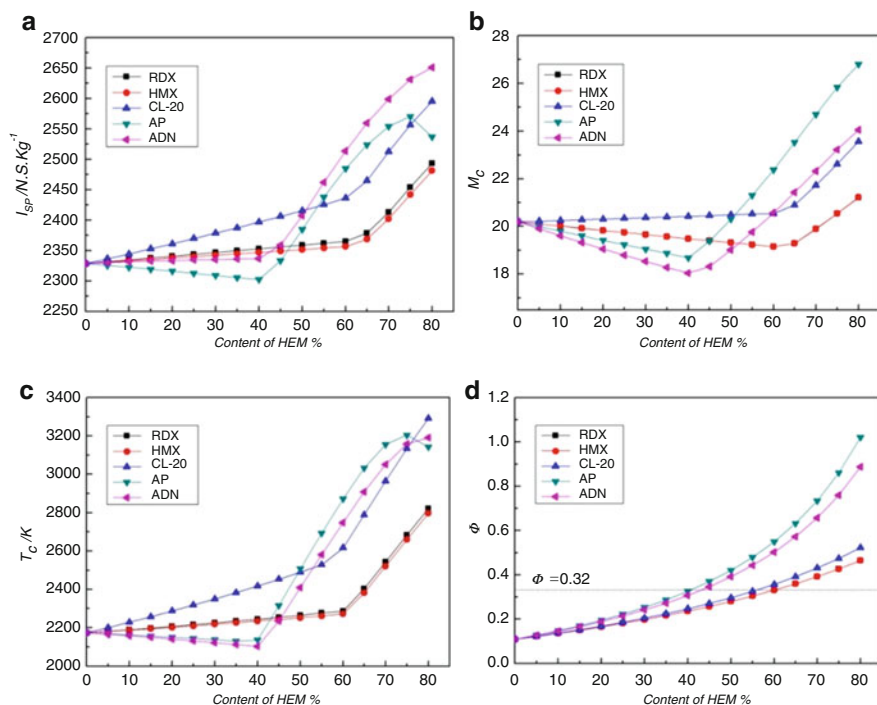 a
I_SP/N.S.Kg^-1
2700
2650
2600
2550
2500
2450
2400
2350
2300
2250
RDX
HMX
CL-20
AP
ADN
0 10 20 30 40 50 60 70 80
Content of HEM %
b
M_C
28
26
24
22
20
18
RDX
HMX
CL-20
AP
ADN
0 10 20 30 40 50 60 70 80
Content of HEM %
c
T_C/K
3400
3200
3000
2800
2600
2400
2200
2000
RDX
HMX
CL-20
AP
ADN
0 10 20 30 40 50 60 70 80
Content of HEM %
d
Φ
1.2
1.0
0.8
0.6
0.4
0.2
0.0
RDX
HMX
CL-20
AP
ADN
Φ =0.32
0 10 20 30 40 50 60 70 80
Content of HEM %